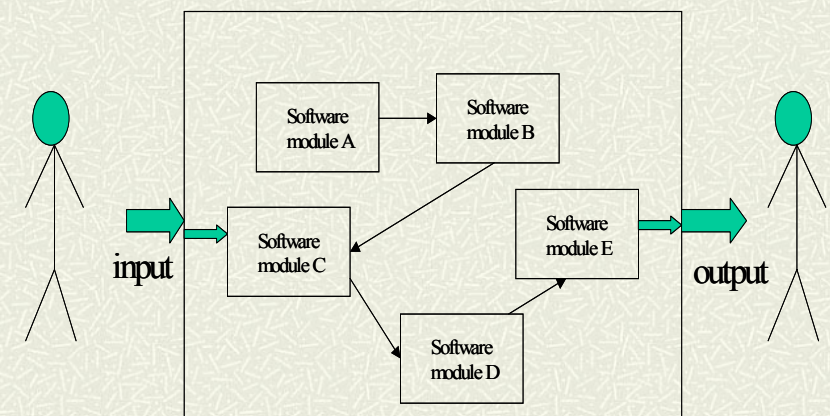 Software
module A
Software
module B
input
Software
module C
Software
module E
output
Software
module D